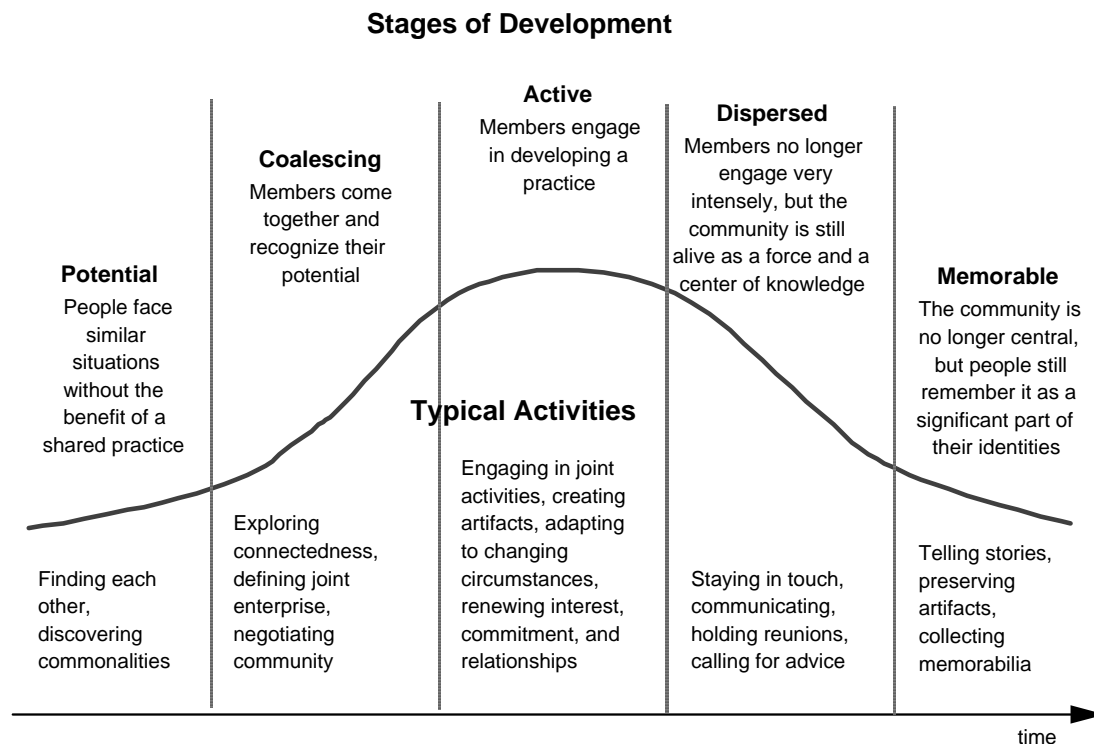 Stages of Development
Potential
People face
similar
situations
without the
benefit of a
shared practice
Coalescing
Members come
together and
recognize their
potential
Active
Members engage
in developing a
practice
Dispersed
Members no longer
engage very
intensely, but the
community is still
alive as a force and a
center of knowledge
Memorable
The community is
no longer central,
but people still
remember it as a
significant part of
their identities
Typical Activities
Finding each
other,
discovering
commonalities
Exploring
connectedness,
defining joint
enterprise,
negotiating
community
Engaging in joint
activities, creating
artifacts, adapting
to changing
circumstances,
renewing interest,
commitment, and
relationships
Staying in touch,
communicating,
holding reunions,
calling for advice
Telling stories,
preserving
artifacts,
collecting
memorabilia
time